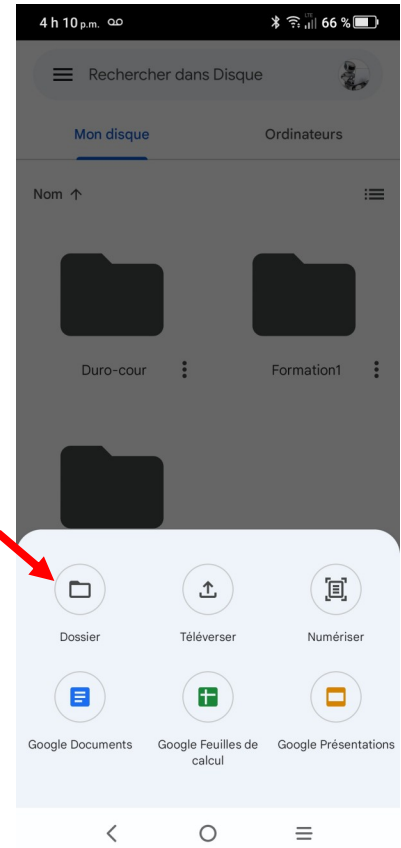 4 h 10 p.m. LTE 66 %
Rechercher dans Disque
Mon disque Ordinateurs
Nom ↑
Duro-cour Formation1
Dossier Téléverser Numériser
Google Documents Google Feuilles de calcul Google Présentations